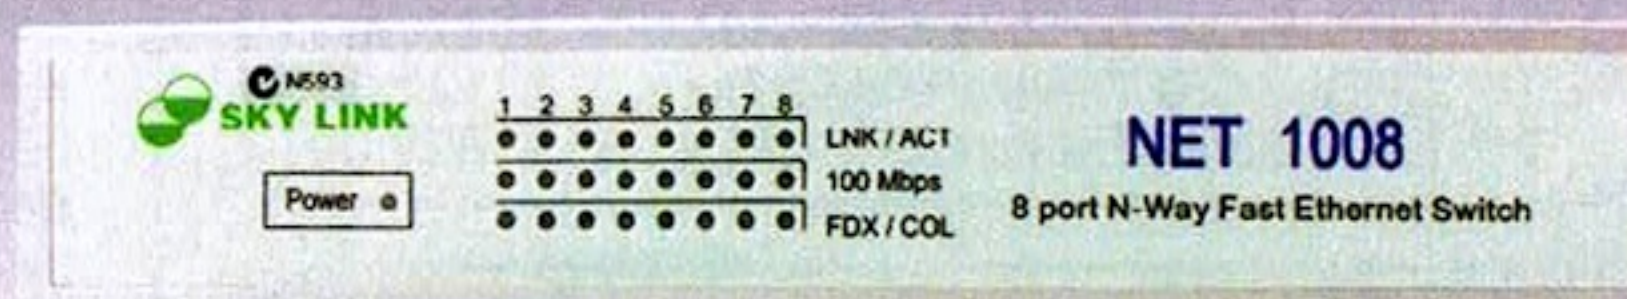 N593
SKY LINK
Power
1 2 3 4 5 6 7 8
LNK / ACT
100 Mbps
FDX / COL
NET 1008
8 port N-Way Fast Ethernet Switch